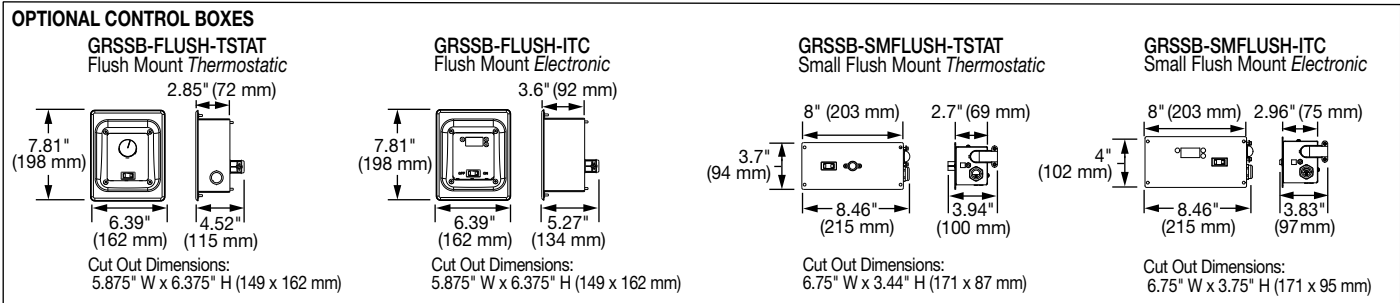 OPTIONAL CONTROL BOXES
GRSSB-FLUSH-TSTAT
Flush Mount Thermostatic
2.85" (72 mm)
7.81"
(198 mm)
6.39"
(162 mm)
4.52"
(115 mm)
Cut Out Dimensions:
5.875" W x 6.375" H (149 x 162 mm)
GRSSB-FLUSH-ITC
Flush Mount Electronic
3.6" (92 mm)
7.81"
(198 mm)
OFF ON
6.39"
(162 mm)
5.27"
(134 mm)
Cut Out Dimensions:
5.875" W x 6.375" H (149 x 162 mm)
GRSSB-SMFLUSH-TSTAT
Small Flush Mount Thermostatic
8" (203 mm)
2.7" (69 mm)
3.7"
(94 mm)
8.46"
(215 mm)
3.94"
(100 mm)
Cut Out Dimensions:
6.75" W x 3.44" H (171 x 87 mm)
GRSSB-SMFLUSH-ITC
Small Flush Mount Electronic
8" (203 mm)
2.96" (75 mm)
4"
(102 mm)
8.46"
(215 mm)
3.83"
(97mm)
Cut Out Dimensions:
6.75" W x 3.75" H (171 x 95 mm)